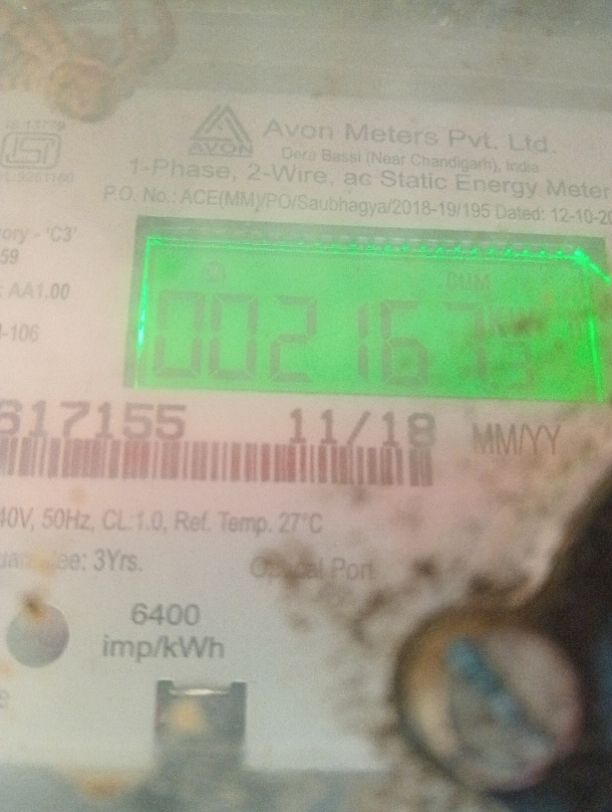 Avon Meters Pvt. Ltd.
AVON
Dera Bassi (Near Chandigarh), India
1-Phase, 2-Wire, ac Static Energy Meter
P.O. No.: ACE(MM)/PO/Saubhagya/2018-19/195 Dated: 12-10-20
ory - 'C3'
59
AA1.00
-106
CUM
002167
617155 11/18 MM/YY
40V, 50Hz, CL:1.0, Ref. Temp. 27°C
3Yrs.
Optical Port
6400
imp/kWh